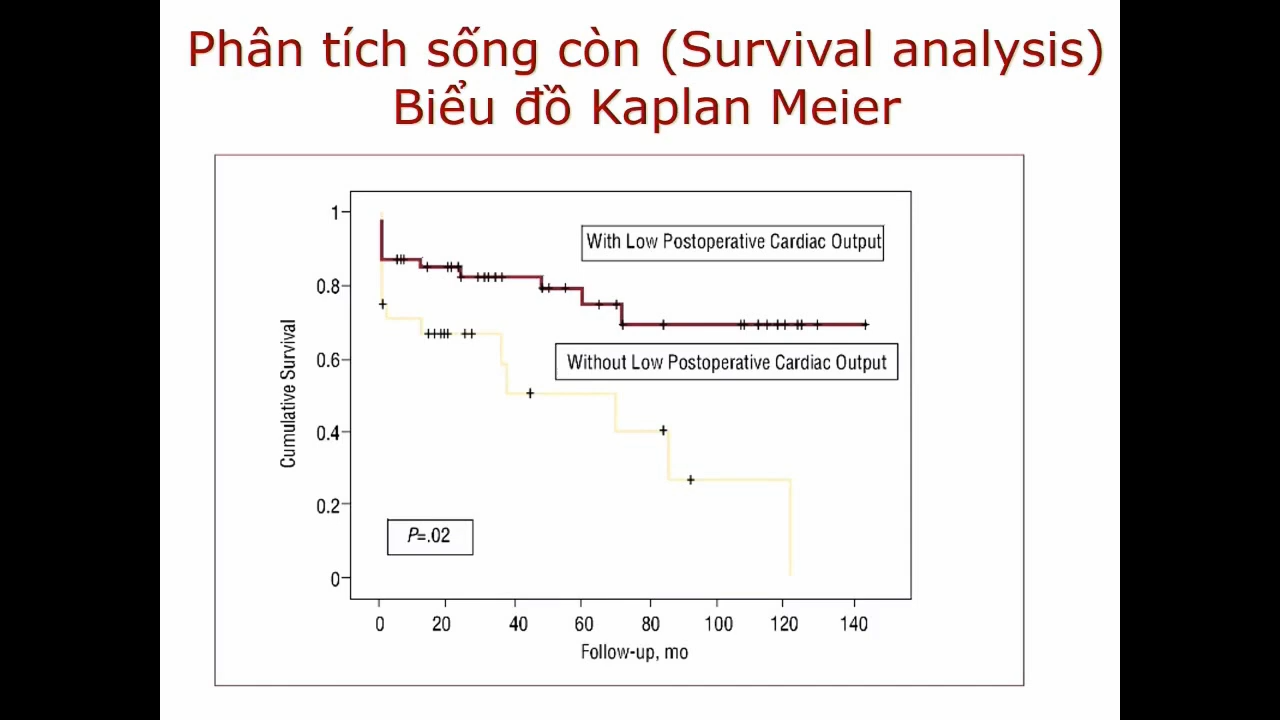 Phân tích sống còn (Survival analysis)
Biểu đồ Kaplan Meier
With Low Postoperative Cardiac Output
Without Low Postoperative Cardiac Output
P=.02
Cumulative Survival
1
0.8
0.6
0.4
0.2
0
0 20 40 60 80 100 120 140
Follow-up, mo